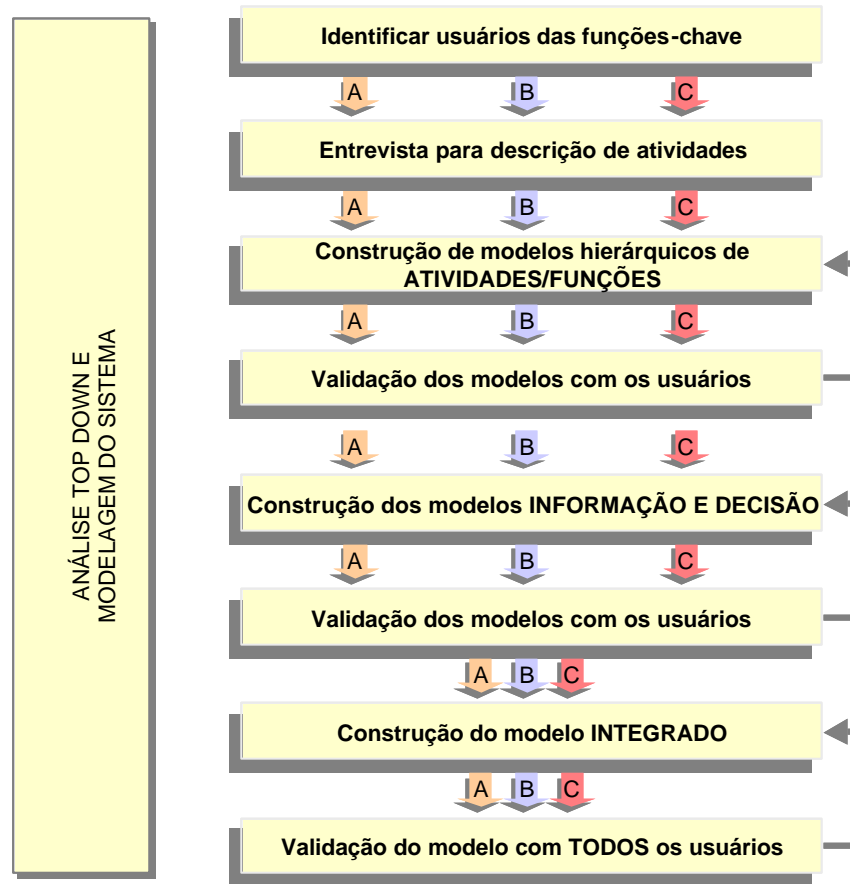 Identificar usuários das funções-chave
A B C
Entrevista para descrição de atividades
A B C
Construção de modelos hierárquicos de
ATIVIDADES/FUNÇÕES
A B C
Validação dos modelos com os usuários
A B C
Construção dos modelos INFORMAÇÃO E DECISÃO
A B C
Validação dos modelos com os usuários
A B C
Construção do modelo INTEGRADO
A B C
Validação do modelo com TODOS os usuários
ANÁLISE TOP DOWN E
MODELAGEM DO SISTEMA